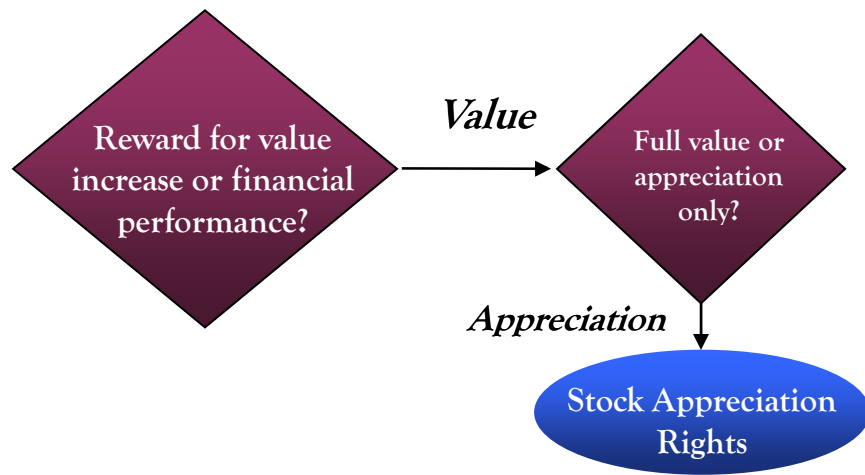 Reward for value
increase or financial
performance?
Value
Full value or
appreciation
only?
Appreciation
Stock Appreciation
Rights